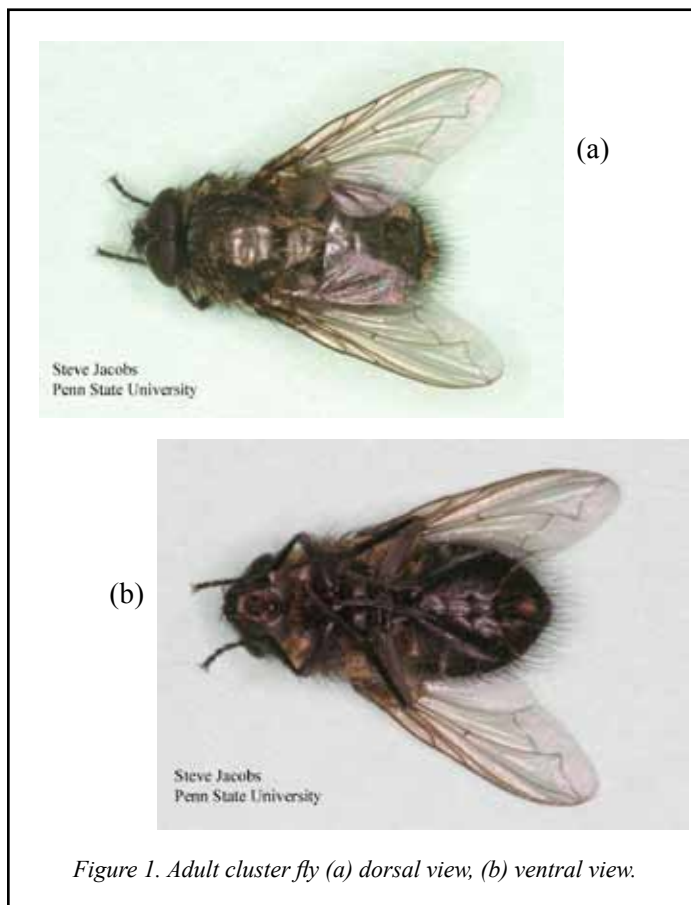 (a)
Steve Jacobs
Penn State University
(b)
Steve Jacobs
Penn State University
Figure 1. Adult cluster fly (a) dorsal view, (b) ventral view.